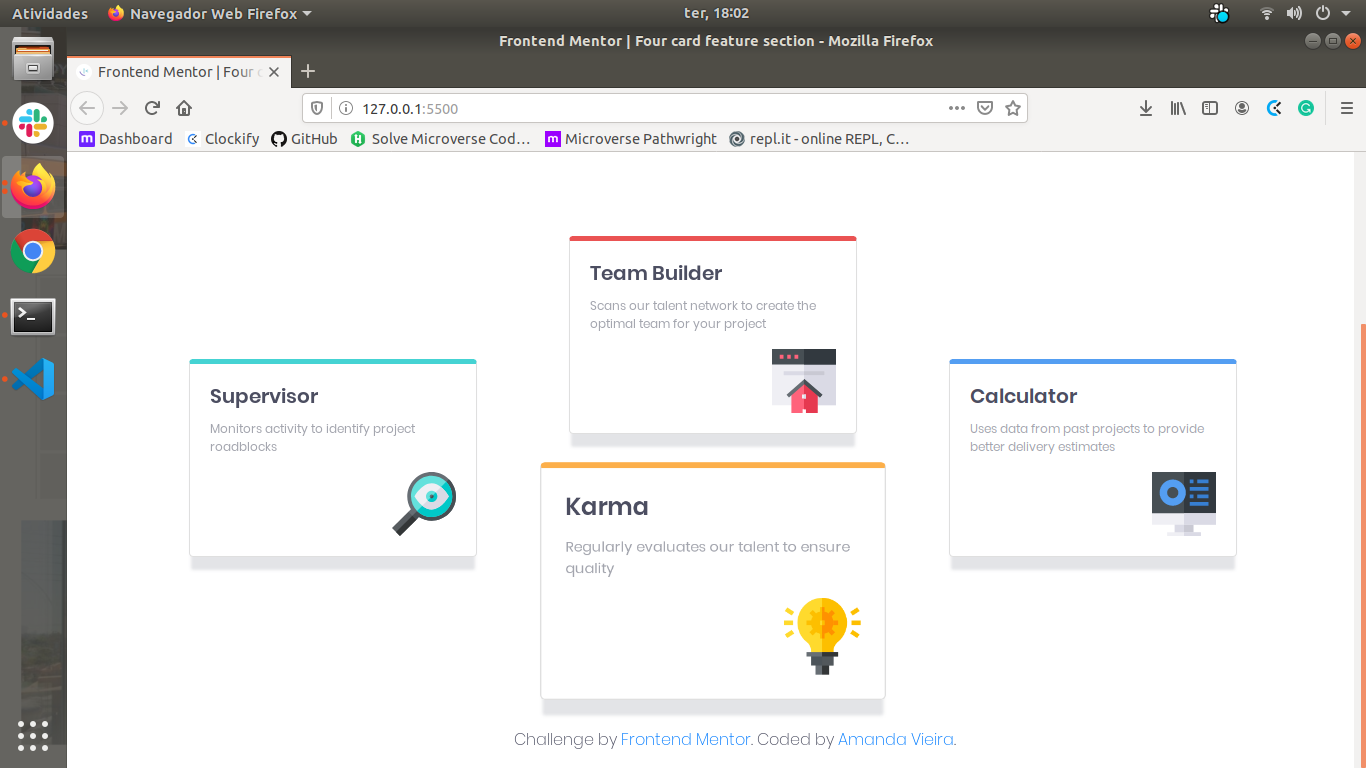 Atividades
Navegador Web Firefox
ter, 18:02
Frontend Mentor | Four card feature section - Mozilla Firefox
Frontend Mentor | Four c
127.0.0.1:5500
Dashboard
Clockify
GitHub
Solve Microverse Cod…
Microverse Pathwright
repl.it - online REPL, C…
Team Builder
Scans our talent network to create the
optimal team for your project
Supervisor
Monitors activity to identify project
roadblocks
Calculator
Uses data from past projects to provide
better delivery estimates
Karma
Regularly evaluates our talent to ensure
quality
Challenge by Frontend Mentor. Coded by Amanda Vieira.